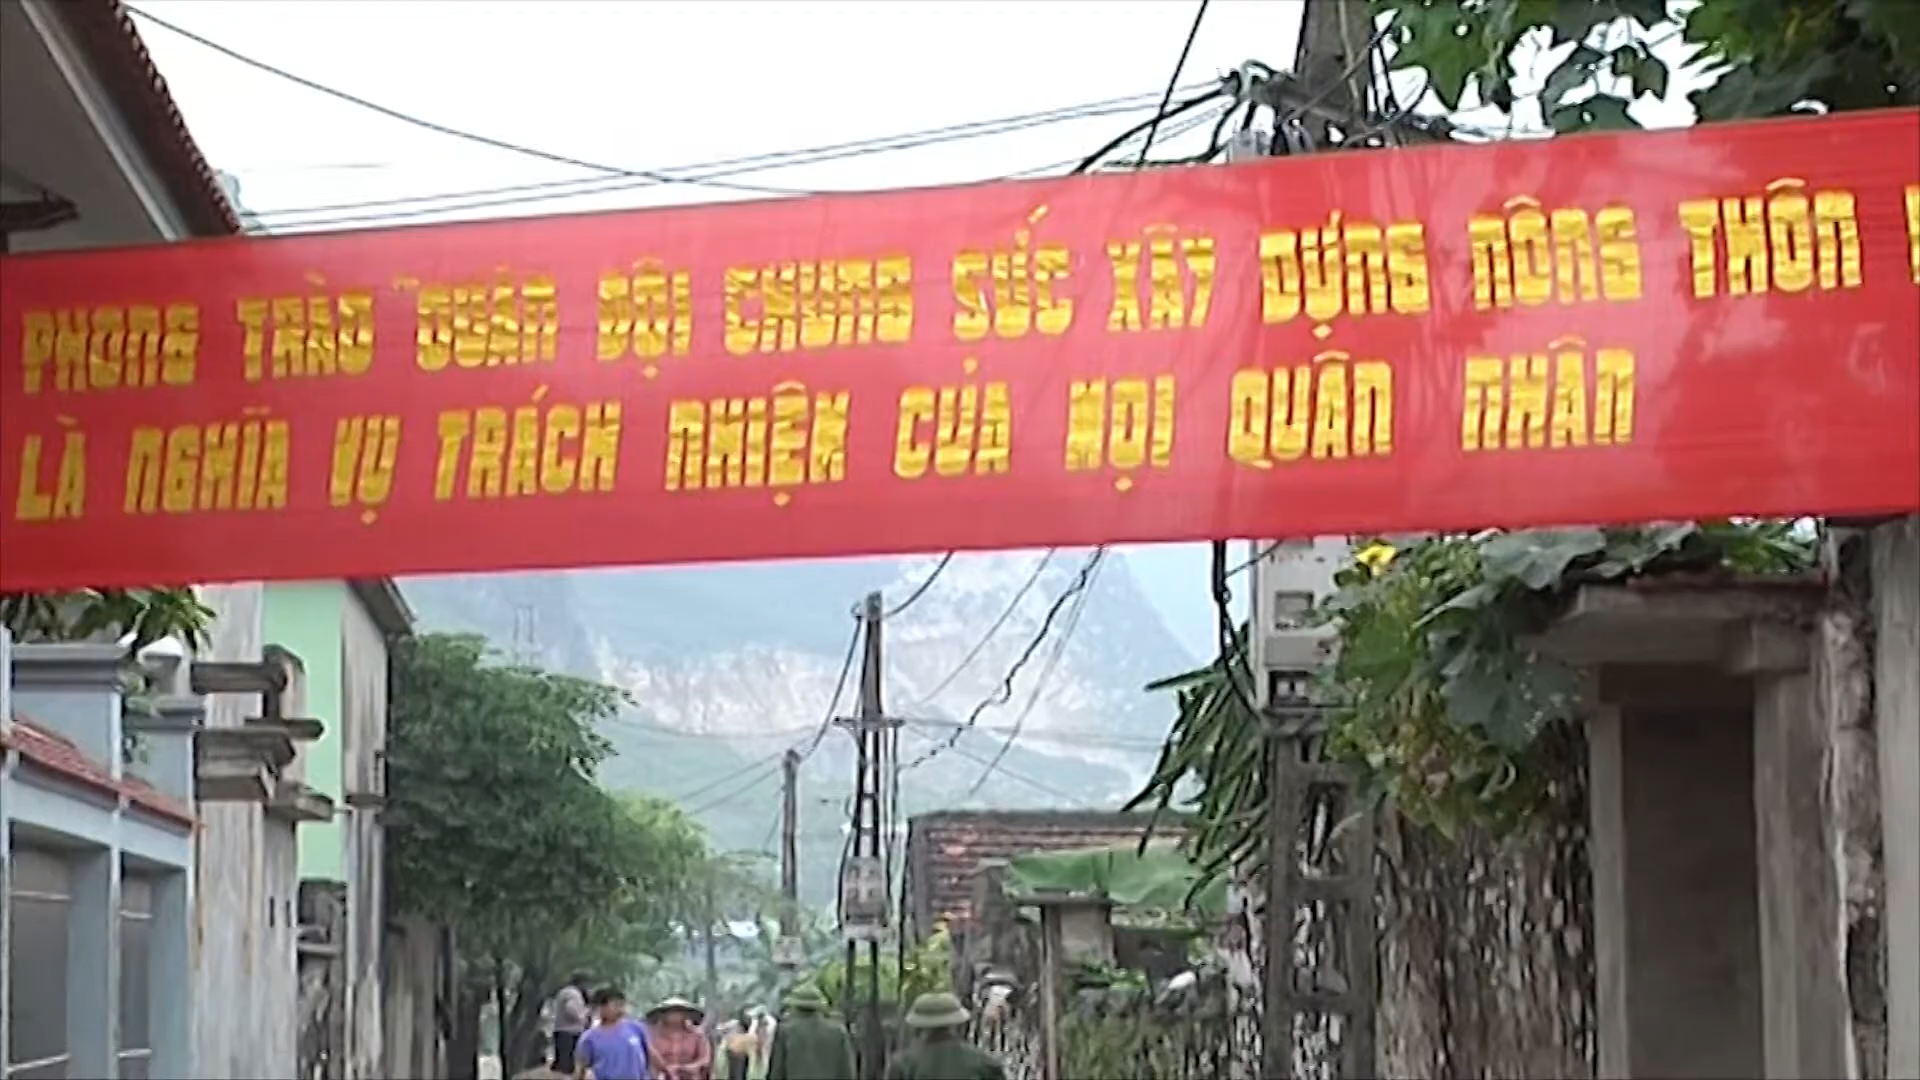 PHONG TRÀO "QUÂN ĐỘI CHUNG SỨC XÂY DỰNG NÔNG THÔN
LÀ NGHĨA VỤ TRÁCH NHIỆM CỦA MỌI QUÂN NHÂN